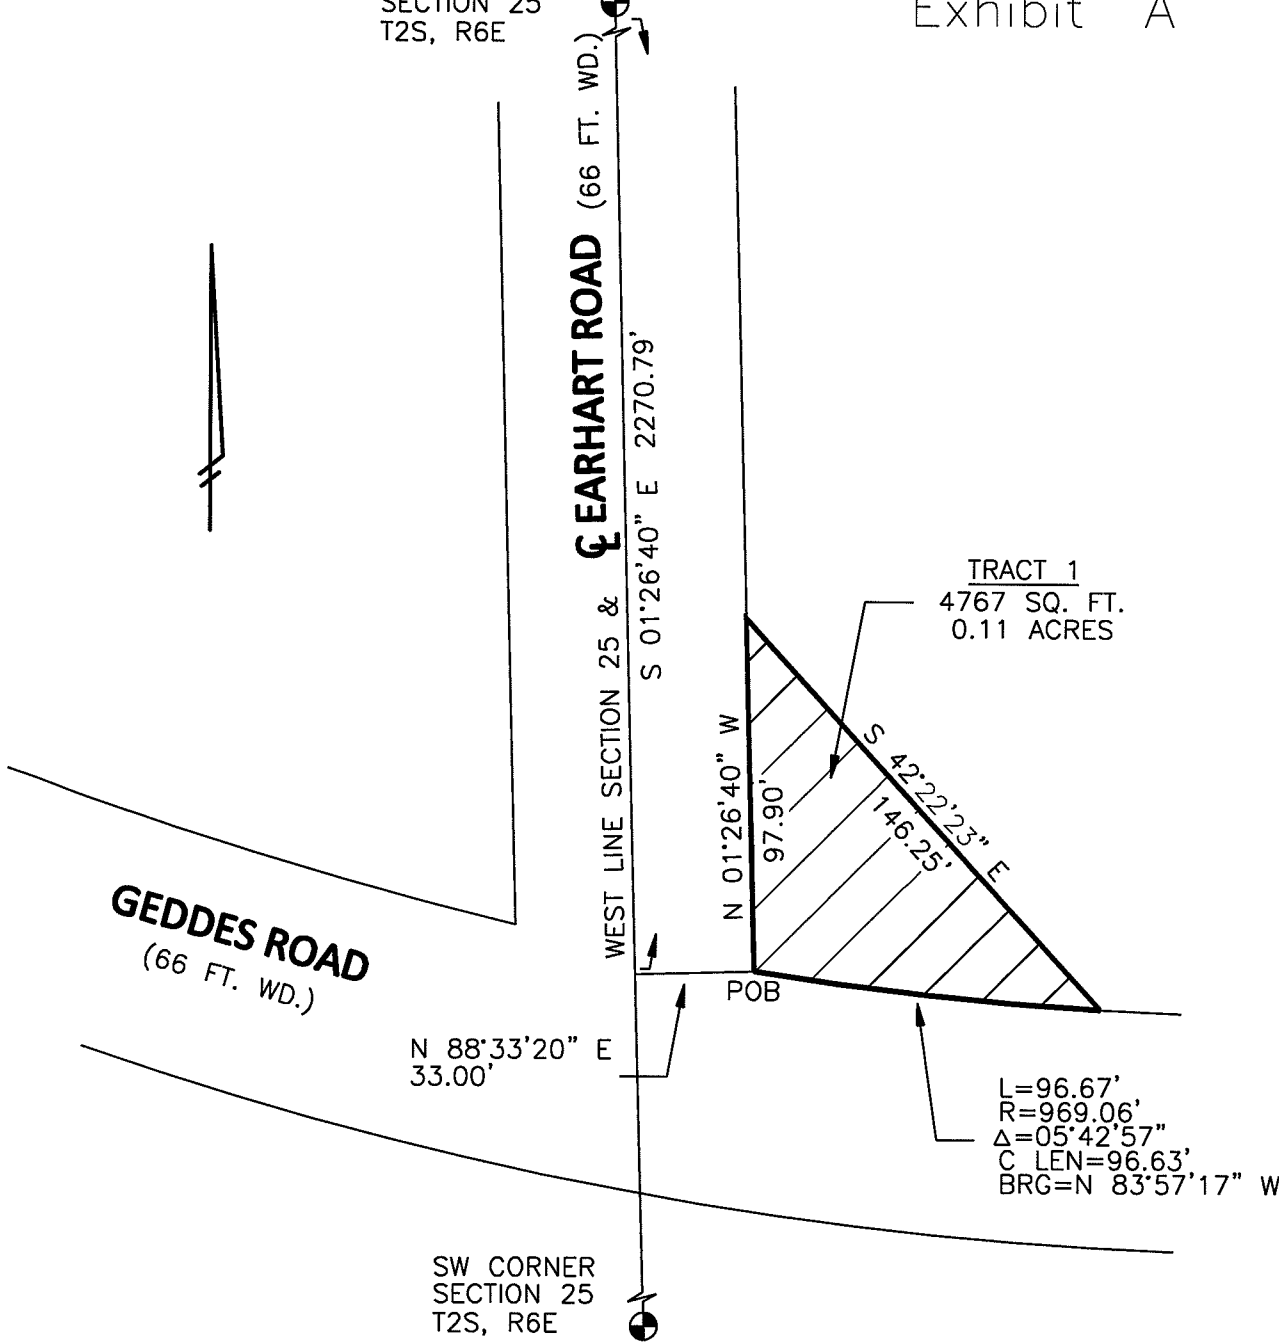 SECTION 25
T2S, R6E
Exhibit A
℄ EARHART ROAD (66 FT. WD.)
WEST LINE SECTION 25 &
S 01°26'40" E 2270.79'
TRACT 1
4767 SQ. FT.
0.11 ACRES
N 01°26'40" W
97.90'
S 42°22'23" E
146.25'
GEDDES ROAD
(66 FT. WD.)
POB
N 88°33'20" E
33.00'
L=96.67'
R=969.06'
Δ=05°42'57"
C LEN=96.63'
BRG=N 83°57'17" W
SW CORNER
SECTION 25
T2S, R6E